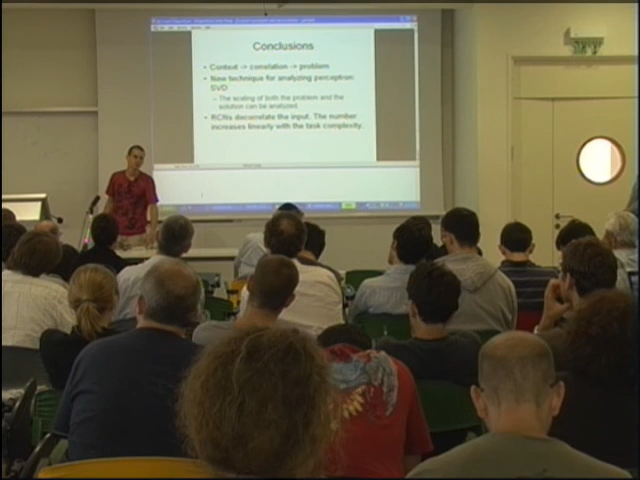 Conclusions
• Context -> correlation -> problem
• New technique for analyzing perceptron:
SVD
– The scaling of both the problem and the
solution can be analyzed
• RCNs decorrelate the input. The number
increases linearly with the task complexity.